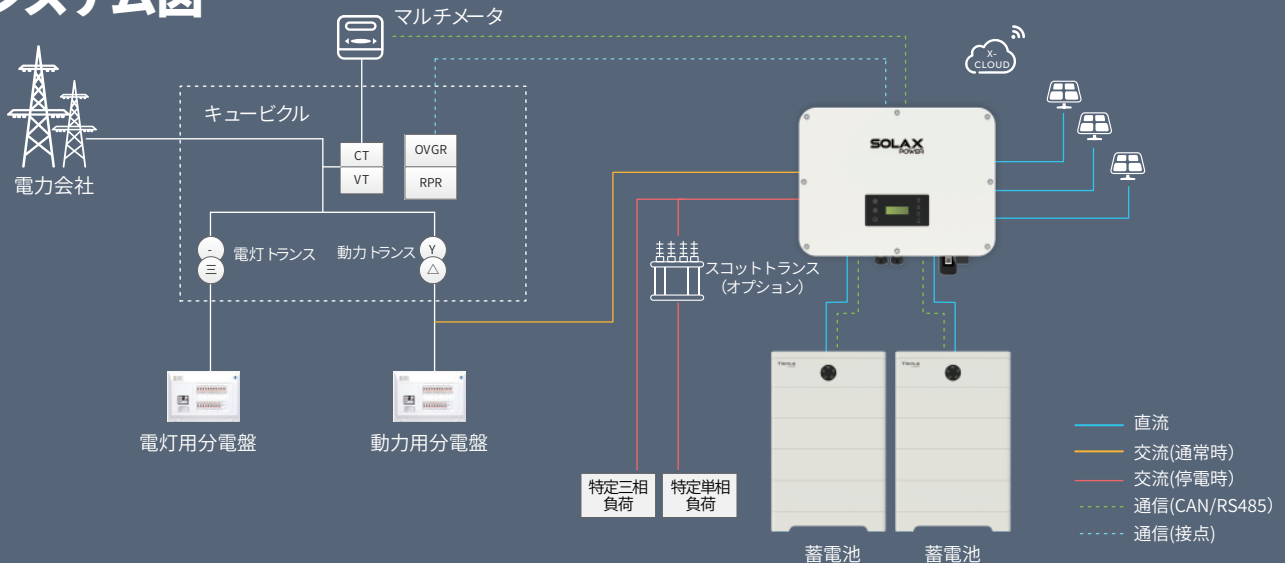 システム図
マルチメータ
X-
CLOUD
キュービクル
SOLAX
POWER
CT
VT
OVGR
RPR
電力会社
-
三
電灯トランス
動力トランス
Y
△
スコットトランス
（オプション）
電灯用分電盤
動力用分電盤
特定三相
負荷
特定単相
負荷
蓄電池
蓄電池
直流
交流(通常時）
交流(停電時）
通信(CAN/RS485）
通信(接点)